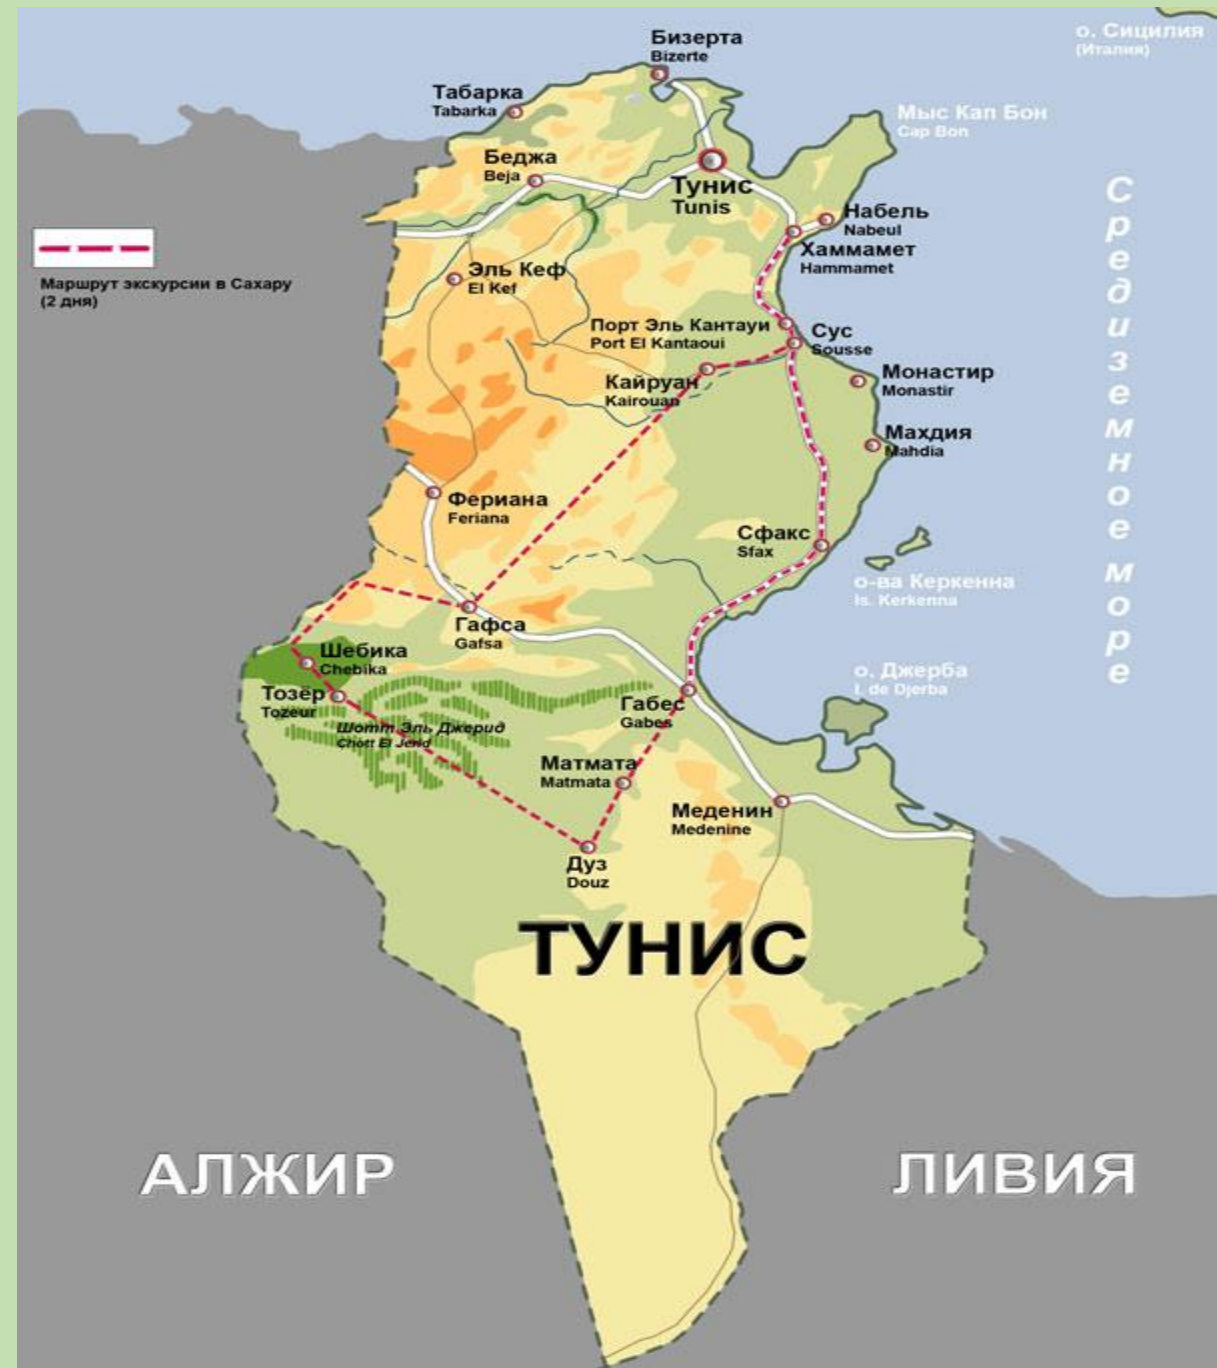 Бизерта
Bizerte
о. Сицилия
(Италия)
Табарка
Tabarka
Мыс Кап Бон
Cap Bon
Беджа
Beja
Тунис
Tunis
Средиземное море
Набель
Nabeul
Хаммамет
Hammamet
Маршрут экскурсии в Сахару
(2 дня)
Эль Кеф
El Kef
Порт Эль Кантауи
Port El Kantaoui
Сус
Sousse
Кайруан
Kairouan
Монастир
Monastir
Махдия
Mahdia
Фериана
Feriana
Сфакс
Sfax
о-ва Керкенна
Is. Kerkenna
Гафса
Gafsa
Шебика
Chebika
о. Джерба
I. de Djerba
Тозёр
Tozeur
Габес
Gabes
Шотт Эль Джерид
Chott El Jerid
Матмата
Matmata
Меденин
Medenine
Дуз
Douz
ТУНИС
АЛЖИР
ЛИВИЯ